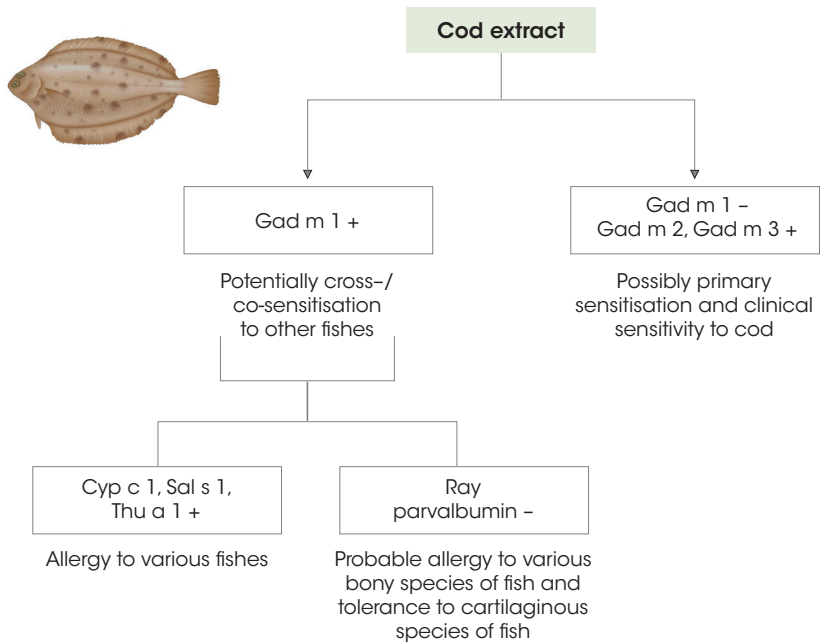 Cod extract
Gad m 1 +
Potentially cross-/
co-sensitisation
to other fishes
Gad m 1 –
Gad m 2, Gad m 3 +
Possibly primary
sensitisation and clinical
sensitivity to cod
Cyp c 1, Sal s 1,
Thu a 1 +
Allergy to various fishes
Ray
parvalbumin –
Probable allergy to various
bony species of fish and
tolerance to cartilaginous
species of fish